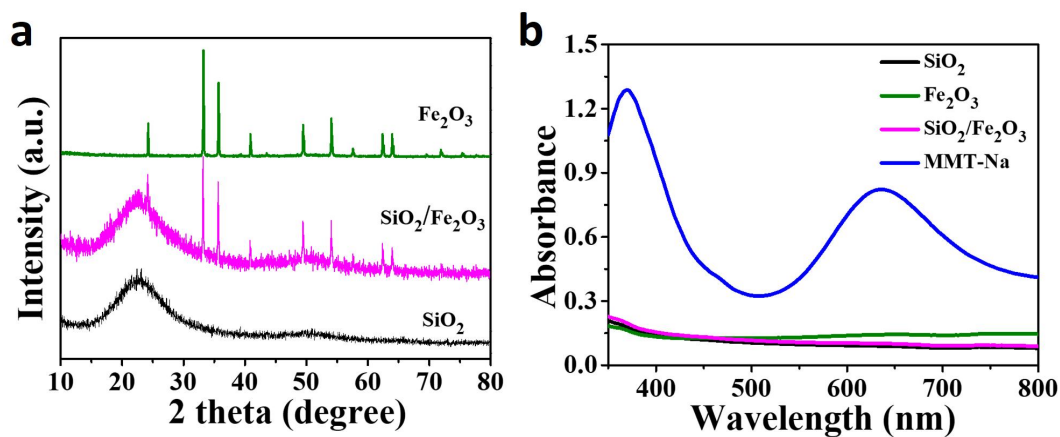 a
Intensity (a.u.)
Fe₂O₃
SiO₂/Fe₂O₃
SiO₂
10 20 30 40 50 60 70 80
2 theta (degree)
b
Absorbance
1.5
1.2
0.9
0.6
0.3
0.0
SiO₂
Fe₂O₃
SiO₂/Fe₂O₃
MMT-Na
400 500 600 700 800
Wavelength (nm)